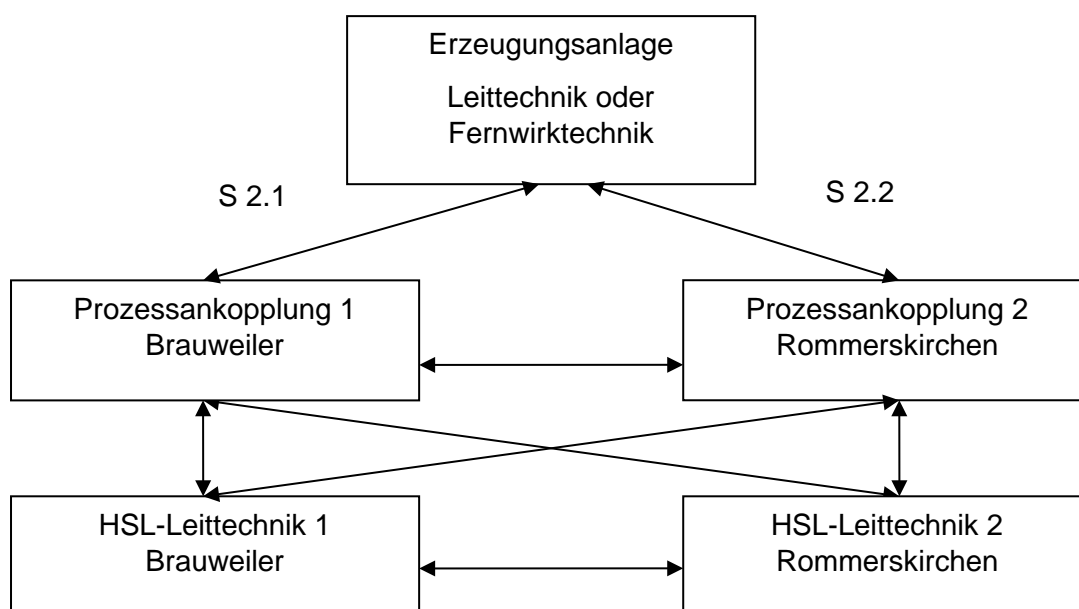 Erzeugungsanlage
Leittechnik oder
Fernwirktechnik
S 2.1
S 2.2
Prozessankopplung 1
Brauweiler
Prozessankopplung 2
Rommerskirchen
HSL-Leittechnik 1
Brauweiler
HSL-Leittechnik 2
Rommerskirchen